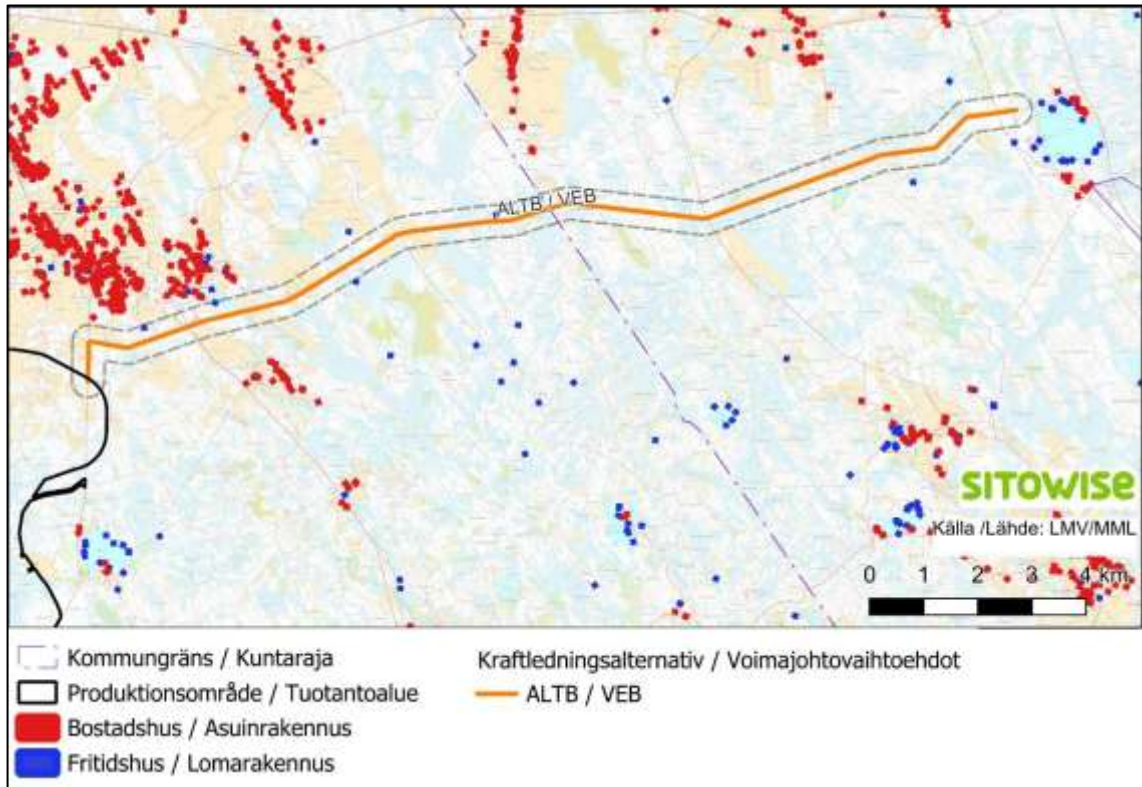 ALTB / VEB
SITOWISE
Källa /Lähde: LMV/MML
0 1 2 3 4 km
Kommungräns / Kuntaraja
Kraftledningsalternativ / Voimajohtovaihtoehdot
Produktionsområde / Tuotantoalue
ALTB / VEB
Bostadshus / Asuinrakennus
Fritidshus / Lomarakennus